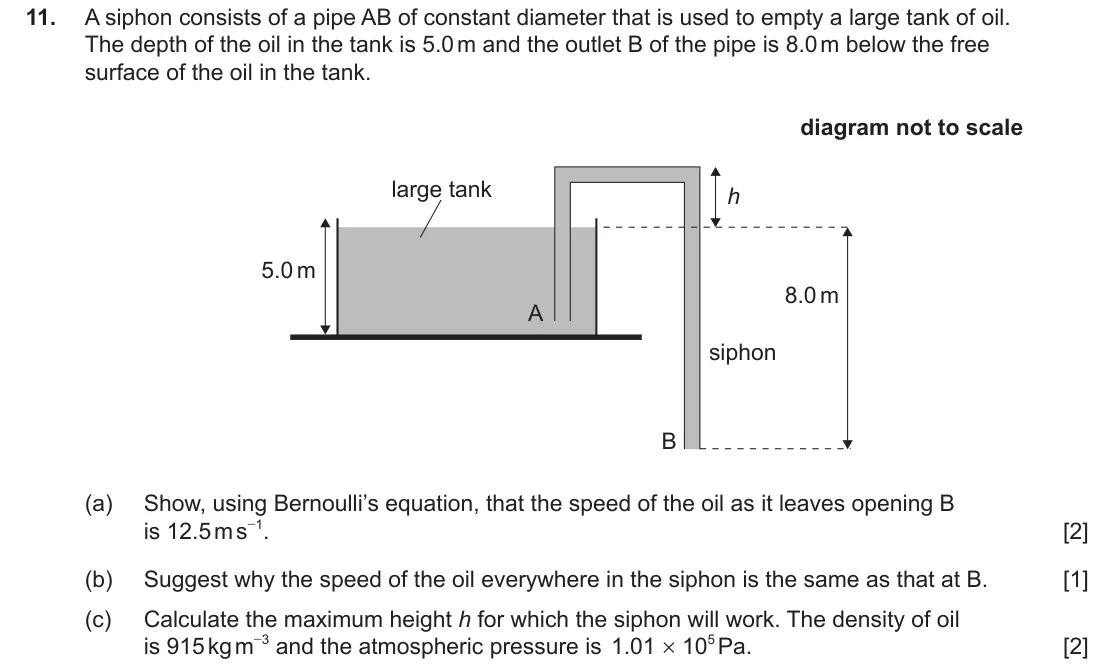 11. A siphon consists of a pipe AB of constant diameter that is used to empty a large tank of oil.
The depth of the oil in the tank is 5.0 m and the outlet B of the pipe is 8.0 m below the free
surface of the oil in the tank.
diagram not to scale
large tank
h
5.0 m
8.0 m
A
siphon
B
(a) Show, using Bernoulli’s equation, that the speed of the oil as it leaves opening B
is 12.5 m s⁻¹. [2]
(b) Suggest why the speed of the oil everywhere in the siphon is the same as that at B. [1]
(c) Calculate the maximum height h for which the siphon will work. The density of oil
is 915 kg m⁻³ and the atmospheric pressure is 1.01 × 10⁵ Pa. [2]